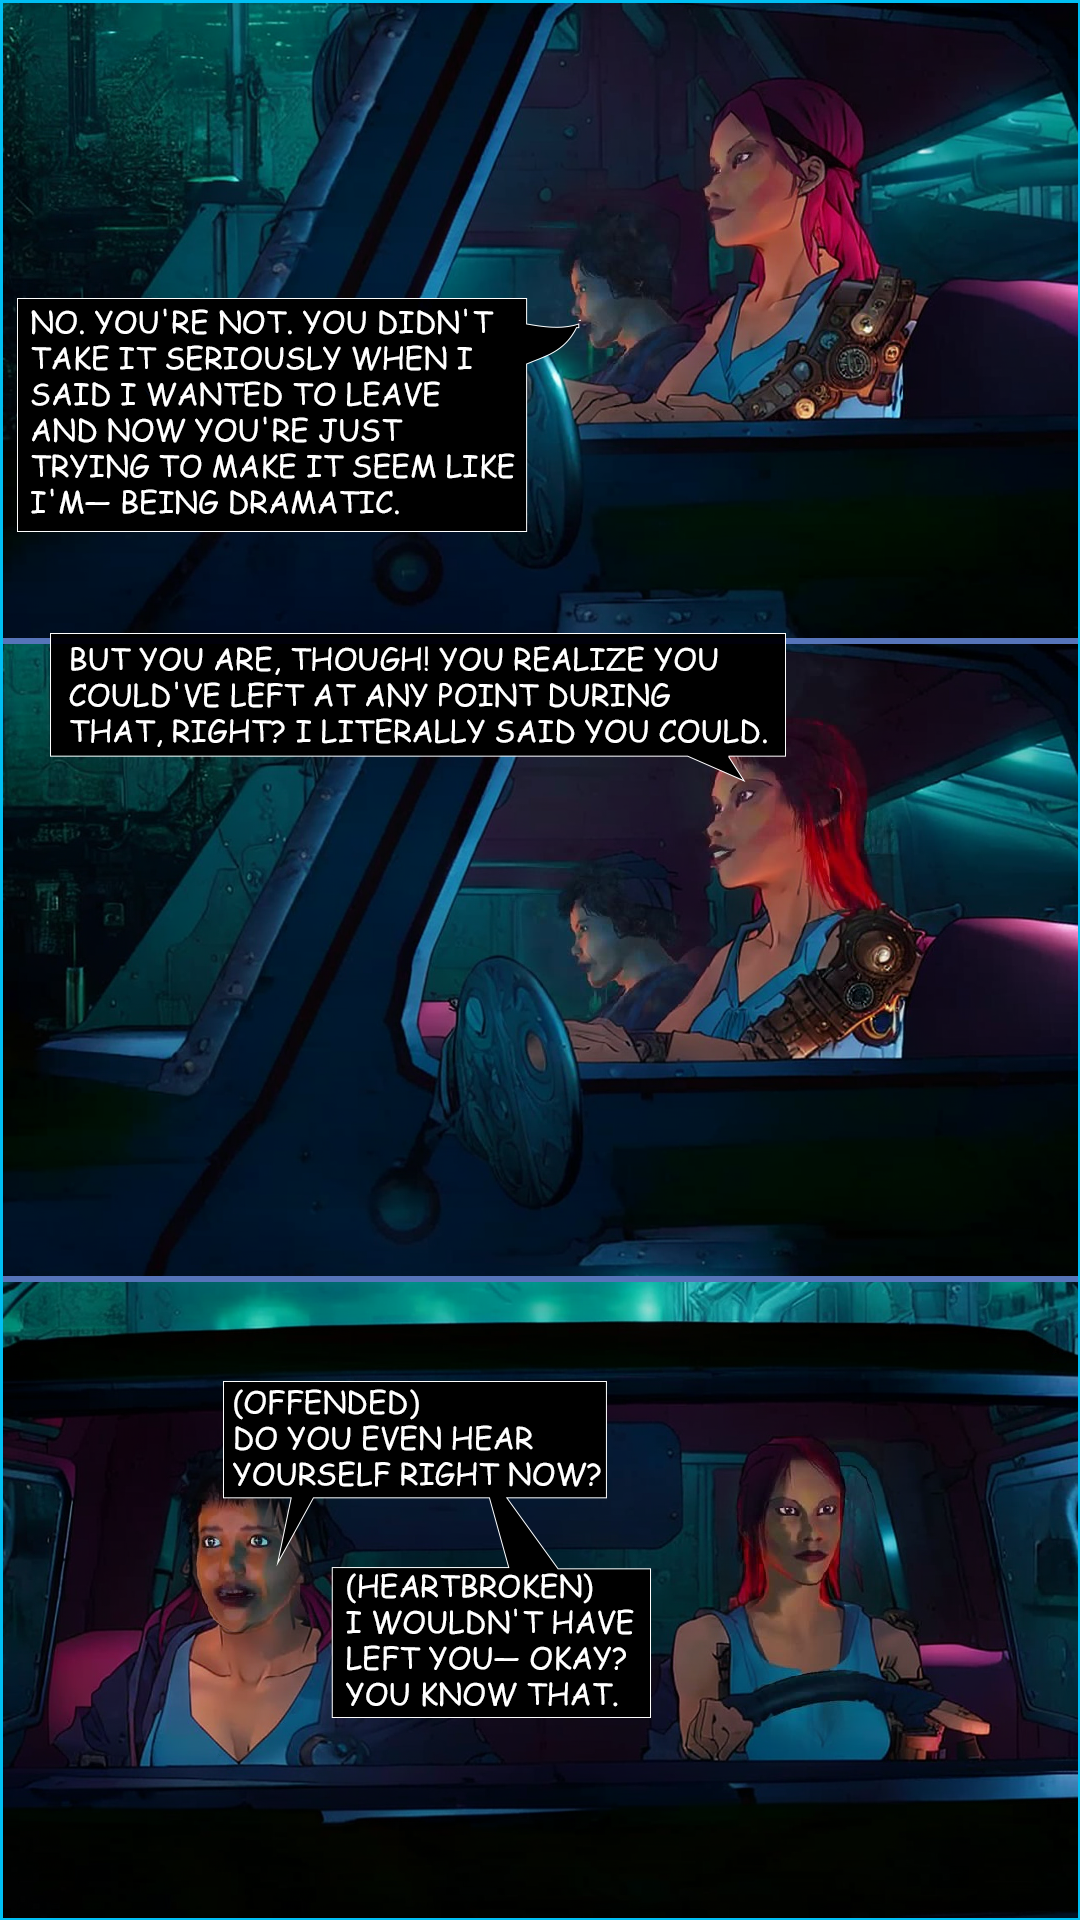 NO. YOU'RE NOT. YOU DIDN'T
TAKE IT SERIOUSLY WHEN I
SAID I WANTED TO LEAVE
AND NOW YOU'RE JUST
TRYING TO MAKE IT SEEM LIKE
I'M— BEING DRAMATIC.
BUT YOU ARE, THOUGH! YOU REALIZE YOU
COULD'VE LEFT AT ANY POINT DURING
THAT, RIGHT? I LITERALLY SAID YOU COULD.
(OFFENDED)
DO YOU EVEN HEAR
YOURSELF RIGHT NOW?
(HEARTBROKEN)
I WOULDN'T HAVE
LEFT YOU— OKAY?
YOU KNOW THAT.